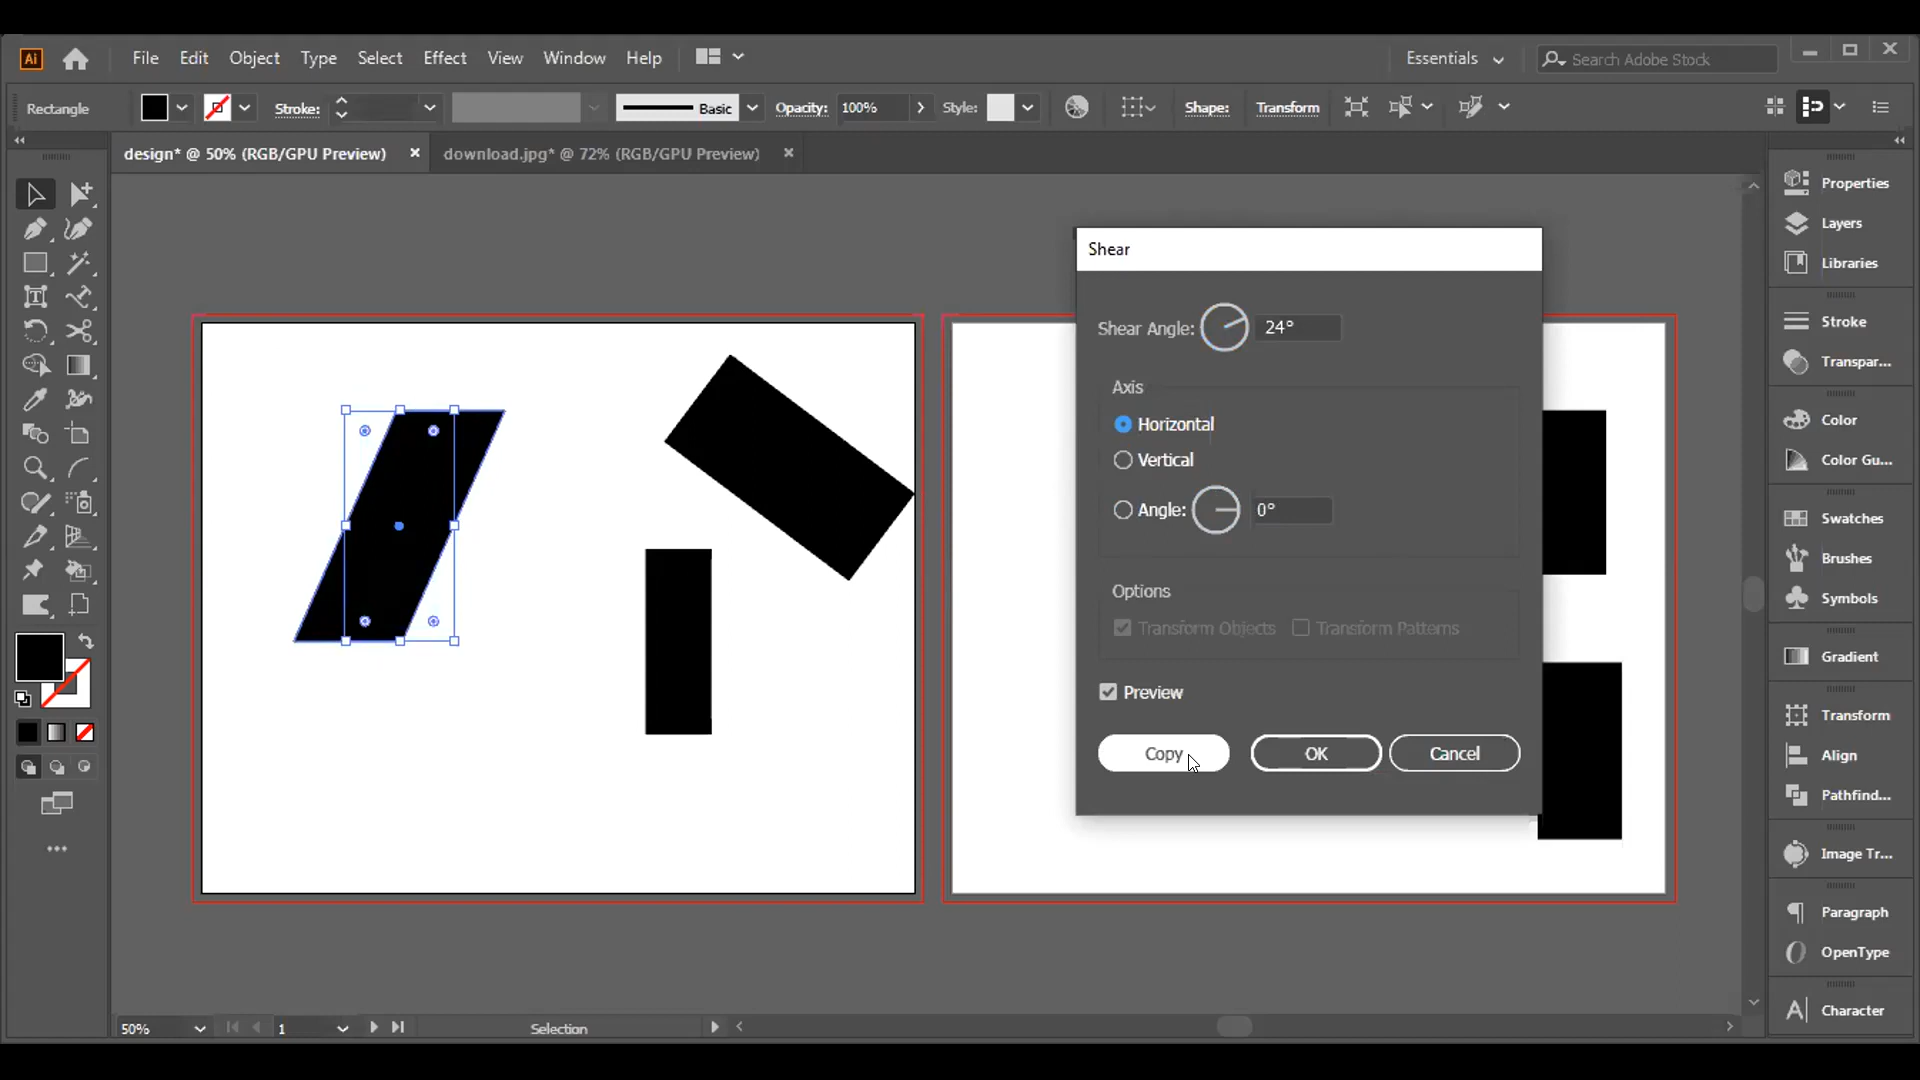 Ai File Edit Object Type Select Effect View Window Help Essentials Search Adobe Stock
Rectangle Stroke: Basic Opacity: 100% Style: Shape: Transform
design* @ 50% (RGB/GPU Preview) download.jpg* @ 72% (RGB/GPU Preview)
Properties
Layers
Libraries
Stroke
Transpar...
Color
Color Gu...
Swatches
Brushes
Symbols
Gradient
Transform
Align
Pathfind...
Image Tr...
Paragraph
OpenType
Character
Shear
Shear Angle: 24°
Axis
Horizontal
Vertical
Angle: 0°
Options
Transform Objects Transform Patterns
Preview
Copy OK Cancel
50% 1 Selection